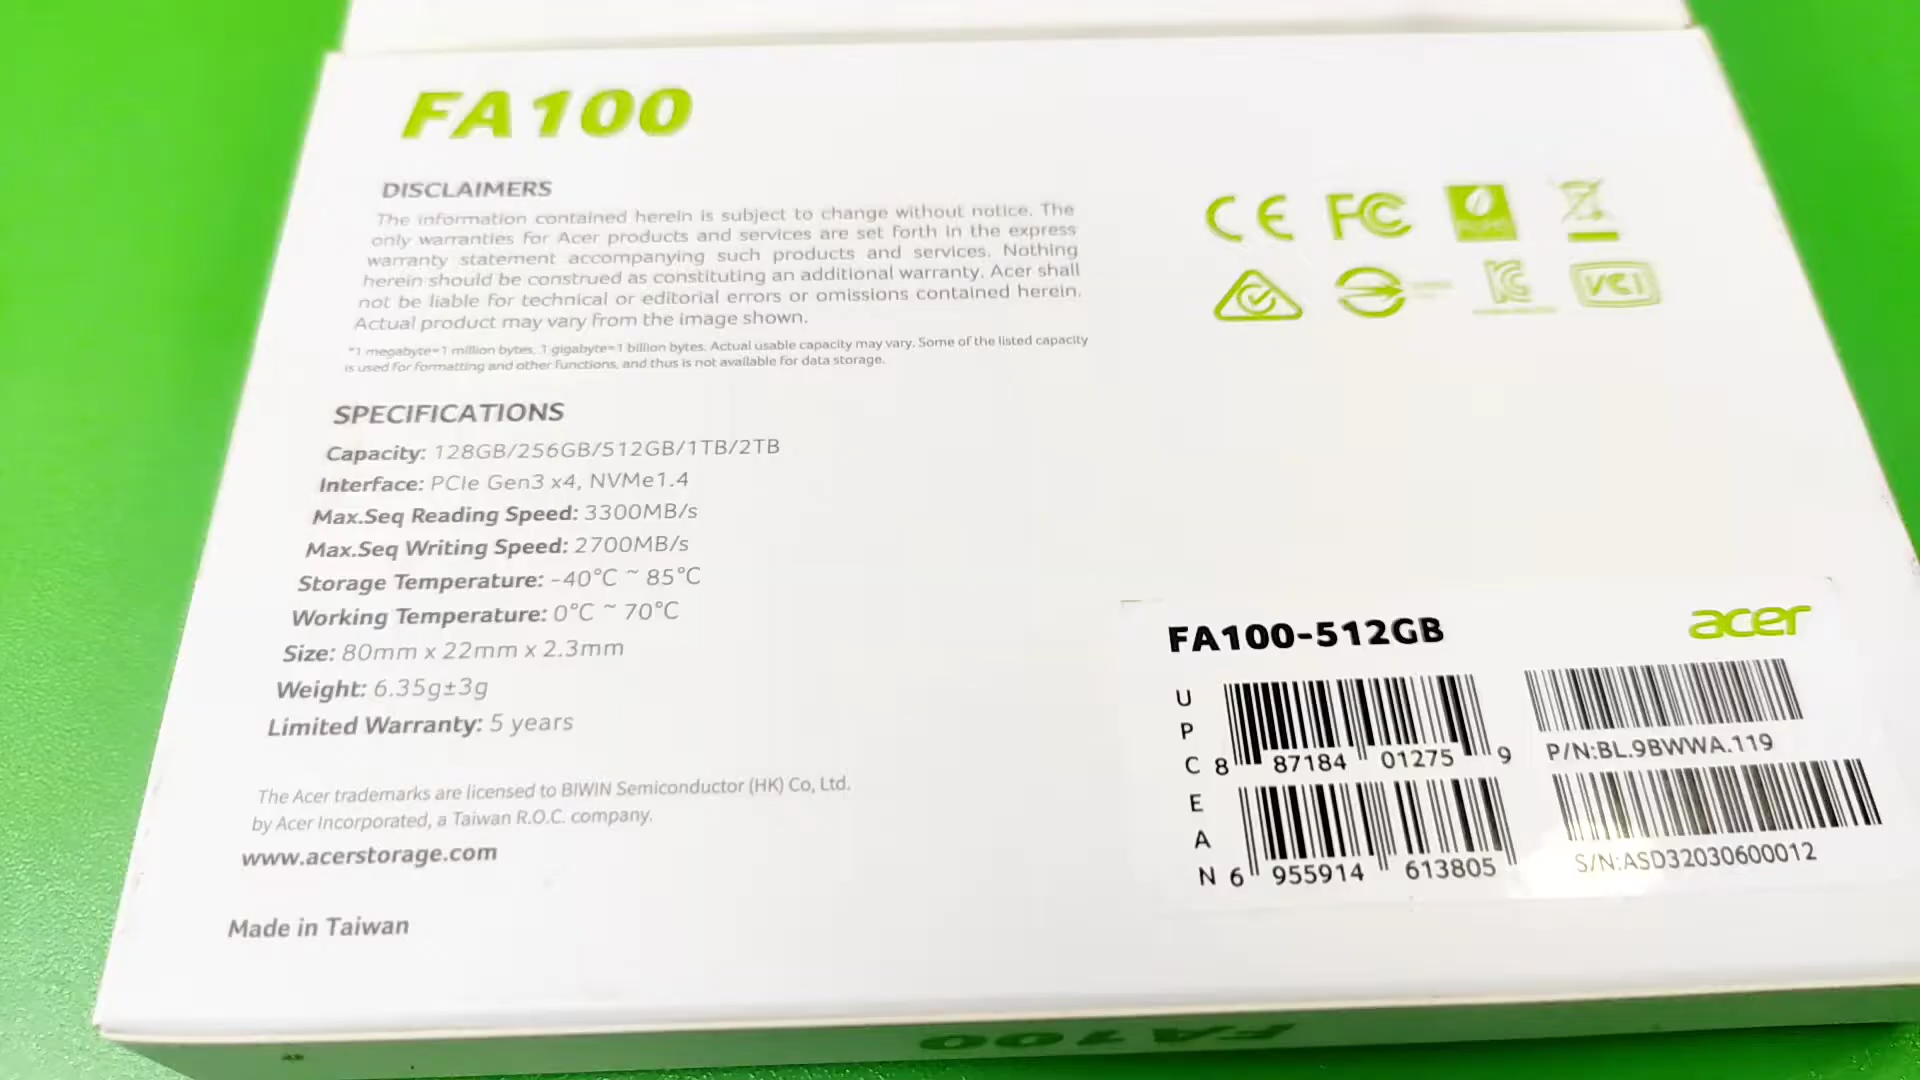 FA100
DISCLAIMERS
The information contained herein is subject to change without notice. The
only warranties for Acer products and services are set forth in the express
warranty statement accompanying such products and services. Nothing
herein should be construed as constituting an additional warranty. Acer shall
not be liable for technical or editorial errors or omissions contained herein.
Actual product may vary from the image shown.
*1 megabyte=1 million bytes, 1 gigabyte=1 billion bytes. Actual usable capacity may vary. Some of the listed capacity
is used for formatting and other functions, and thus is not available for data storage.
SPECIFICATIONS
Capacity: 128GB/256GB/512GB/1TB/2TB
Interface: PCIe Gen3 x4, NVMe1.4
Max.Seq Reading Speed: 3300MB/s
Max.Seq Writing Speed: 2700MB/s
Storage Temperature: -40°C ~ 85°C
Working Temperature: 0°C ~ 70°C
Size: 80mm x 22mm x 2.3mm
Weight: 6.35g±3g
Limited Warranty: 5 years
The Acer trademarks are licensed to BIWIN Semiconductor (HK) Co, Ltd.
by Acer Incorporated, a Taiwan R.O.C. company.
www.acerstorage.com
Made in Taiwan
CE FC
VCI
FA100-512GB
acer
UPC
8 87184 01275 9
P/N:BL.9BWWA.119
EAN
6 955914 613805
S/N:ASD32030600012
FA100